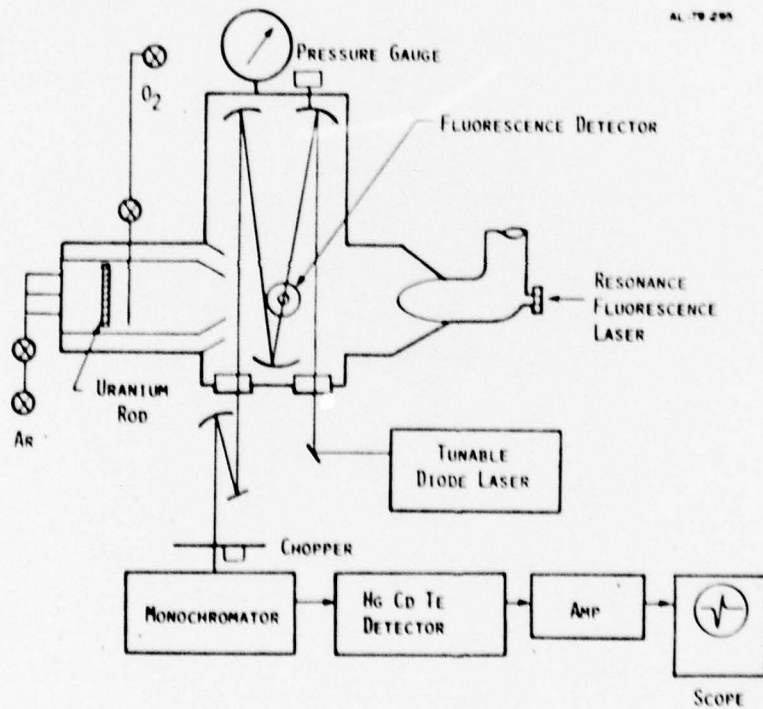 AL-79-295
PRESSURE GAUGE
O2
FLUORESCENCE DETECTOR
RESONANCE
FLUORESCENCE
LASER
URANIUM
ROD
AR
TUNABLE
DIODE LASER
CHOPPER
MONOCHROMATOR
HG CD TE
DETECTOR
AMP
SCOPE